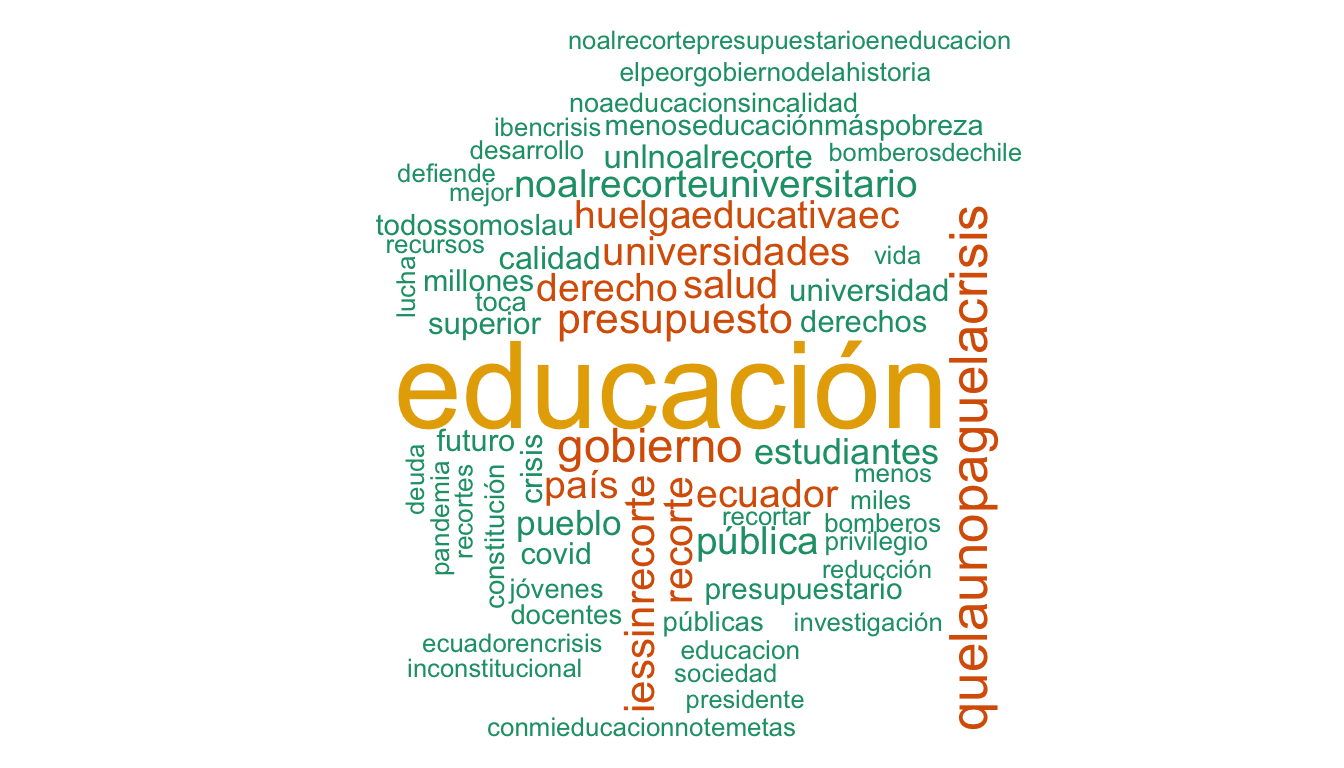 noalrecortepresupuestarioeneducacion
elpeorgobiernodelahistoria
noaeducacionsincalidad
ibencrisis menoseducaciónmáspobreza
desarrollo unlnoalrecorte bomberosdechile
defiende
mejor noalrecorteuniversitario
todossomoslau huelgaeducativaec
recursos
calidad universidades vida
lucha
millones derecho salud universidad
toca
superior presupuesto derechos
quelaunopaguelacrisis
educación
futuro gobierno estudiantes
deuda
pandemia
recortes
constitución
crisis
país
iessinrecorte
recorte
ecuador
menos
miles
pueblo recortar bomberos
covid pública privilegio
reducción
jóvenes presupuestario
docentes públicas investigación
ecuadorencrisis educacion
inconstitucional sociedad
presidente
conmieducacionnotemetas